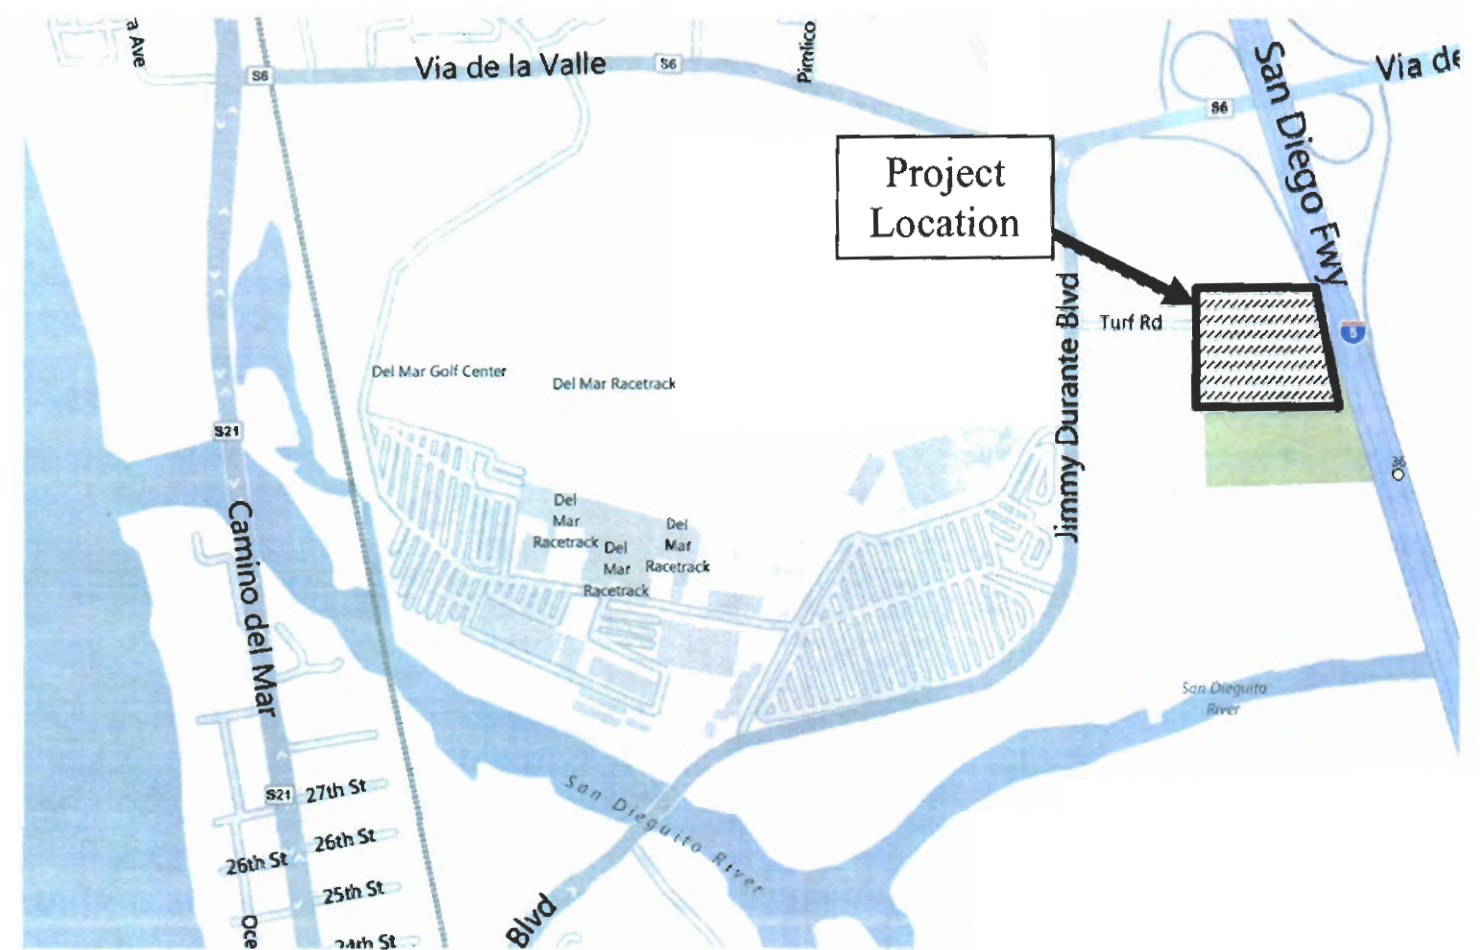 a Ave
S6
Via de la Valle
S6
Pimlico
San Diego Fwy
Via de
S6
Project
Location
Jimmy Durante Blvd
Turf Rd
5
Del Mar Golf Center
Del Mar Racetrack
S21
36
Camino del Mar
Del
Mar
Racetrack
Del
Mar
Racetrack
Del
Mar
Racetrack
San Dieguito
River
S21
27th St
San Dieguito River
26th St
26th St
25th St
Oce
Blvd
24th St